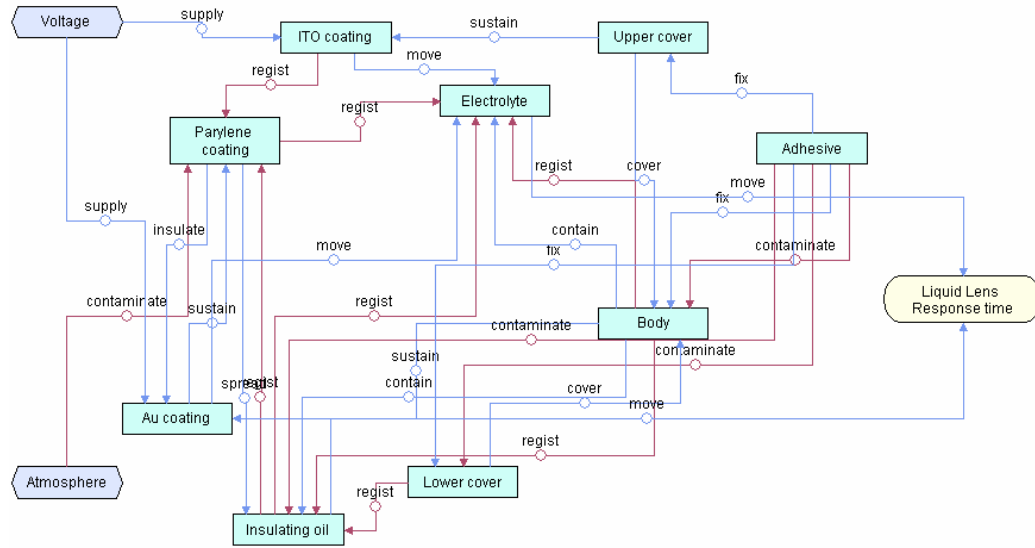 supply
sustain
Voltage
ITO coating
Upper cover
move
regist
Electrolyte
regist
fix
Parylene
coating
Adhesive
regist
cover
move
supply
fix
insulate
contain
move
fix
contaminate
Liquid Lens
Response time
contaminate
sustain
regist
Body
contaminate
contaminate
sustain
spread
regist
contain
cover
move
Au coating
regist
Atmosphere
Lower cover
regist
Insulating oil